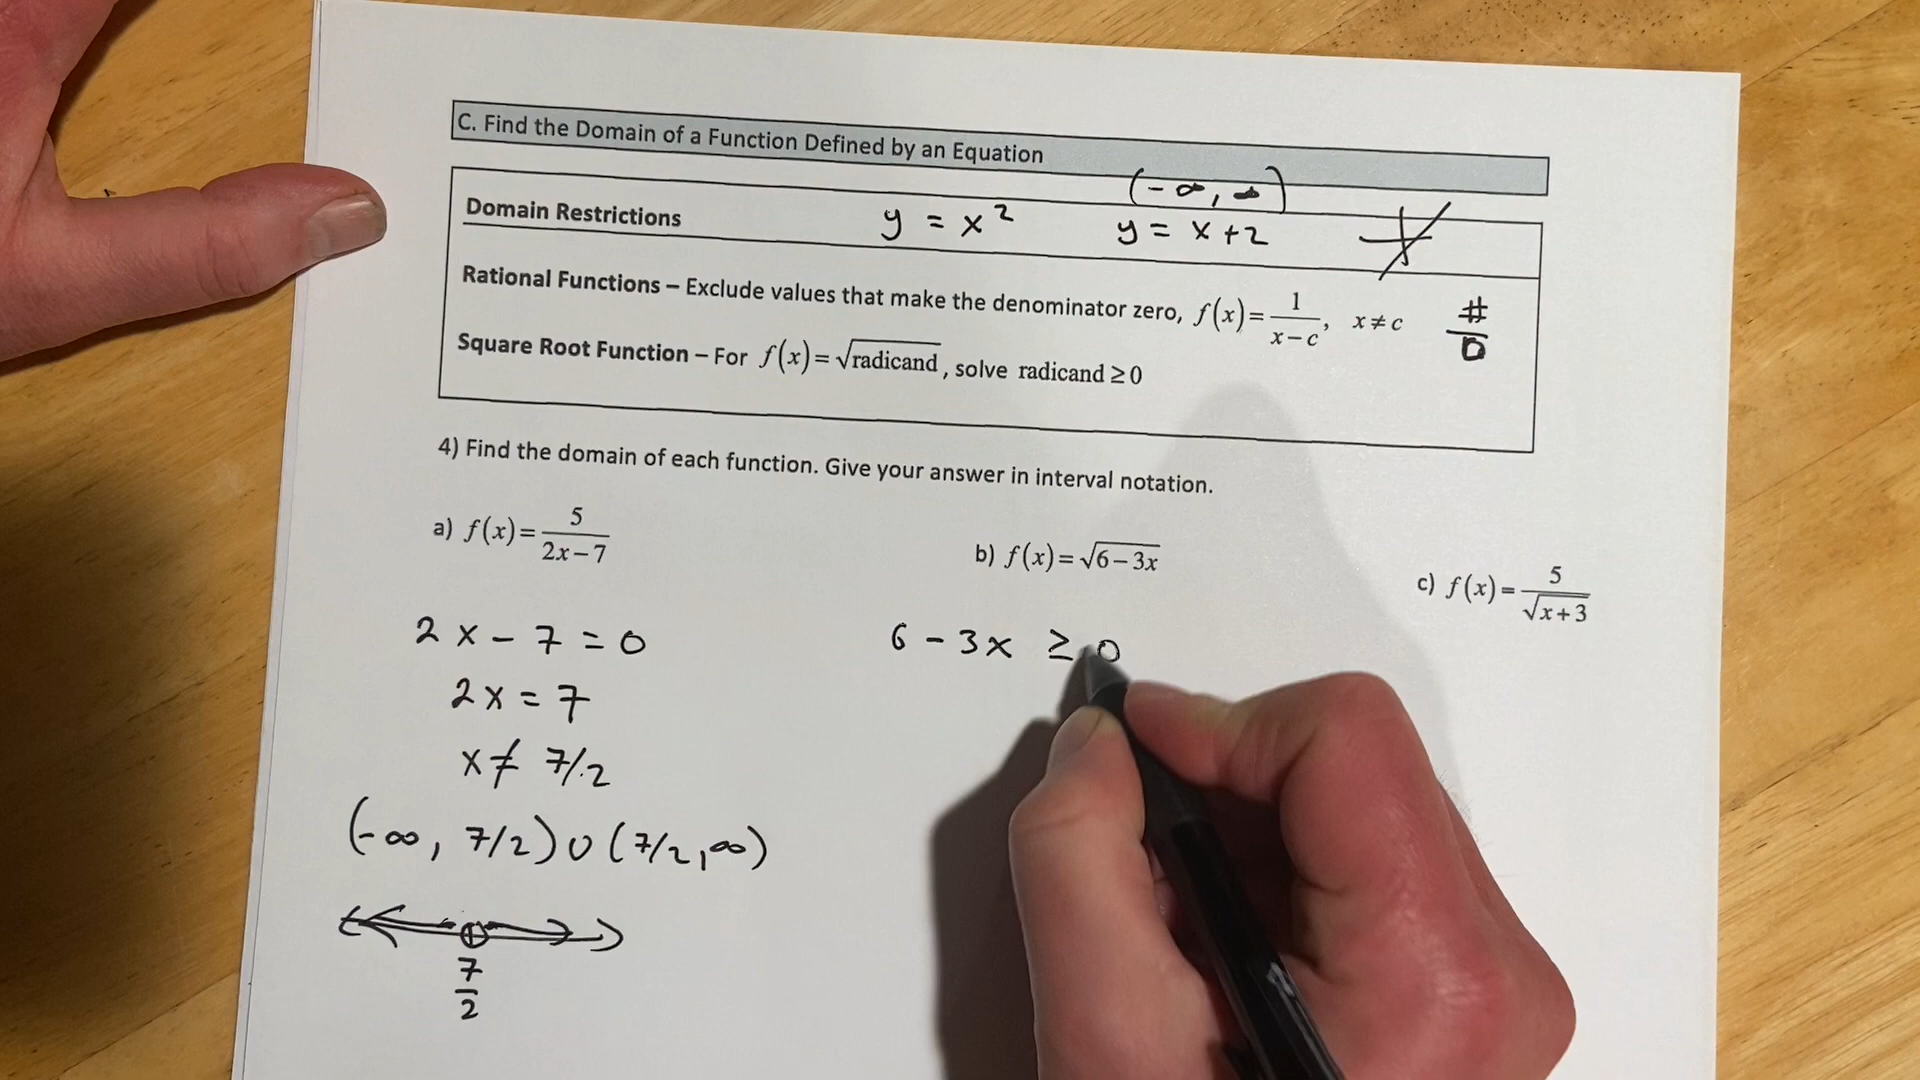 C. Find the Domain of a Function Defined by an Equation
(-∞, ∞)
Domain Restrictions y = x² y = x+2
Rational Functions – Exclude values that make the denominator zero, f(x)=1/(x−c), x≠c #/0
Square Root Function – For f(x)=√radicand, solve radicand ≥0
4) Find the domain of each function. Give your answer in interval notation.
a) f(x)=5/(2x−7)
b) f(x)=√(6−3x)
c) f(x)=5/√(x+3)
2x - 7 = 0
2x = 7
x ≠ 7/2
(-∞, 7/2) ∪ (7/2, ∞)
7/2
6 - 3x ≥ 0